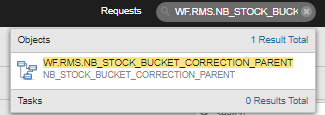 Requests WF.RMS.NB_STOCK_BUCK
Objects 1 Result Total
WF.RMS.NB_STOCK_BUCKET_CORRECTION_PARENT
NB_STOCK_BUCKET_CORRECTION_PARENT
Tasks 0 Results Total